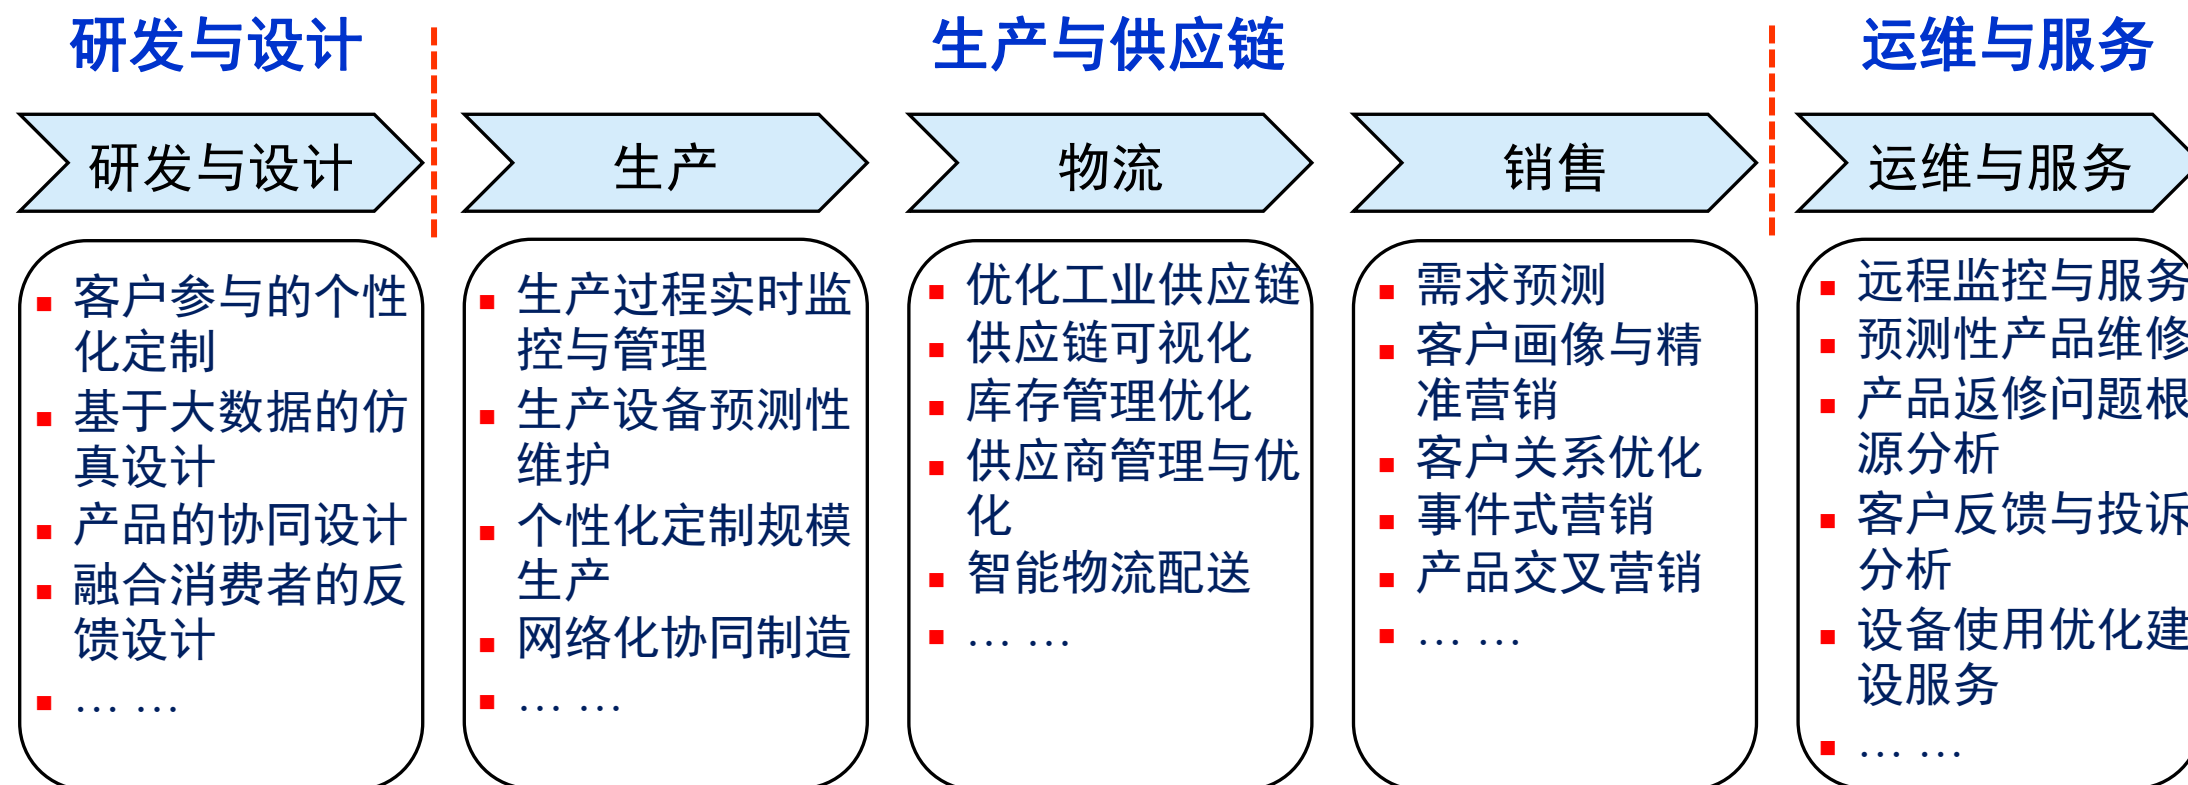 研发与设计
生产与供应链
运维与服务
研发与设计
生产
物流
销售
运维与服务
客户参与的个性
化定制
基于大数据的仿
真设计
产品的协同设计
融合消费者的反
馈设计
… …
生产过程实时监
控与管理
生产设备预测性
维护
个性化定制规模
生产
网络化协同制造
… …
优化工业供应链
供应链可视化
库存管理优化
供应商管理与优
化
智能物流配送
… …
需求预测
客户画像与精
准营销
客户关系优化
事件式营销
产品交叉营销
… …
远程监控与服务
预测性产品维修
产品返修问题根
源分析
客户反馈与投诉
分析
设备使用优化建
设服务
… …